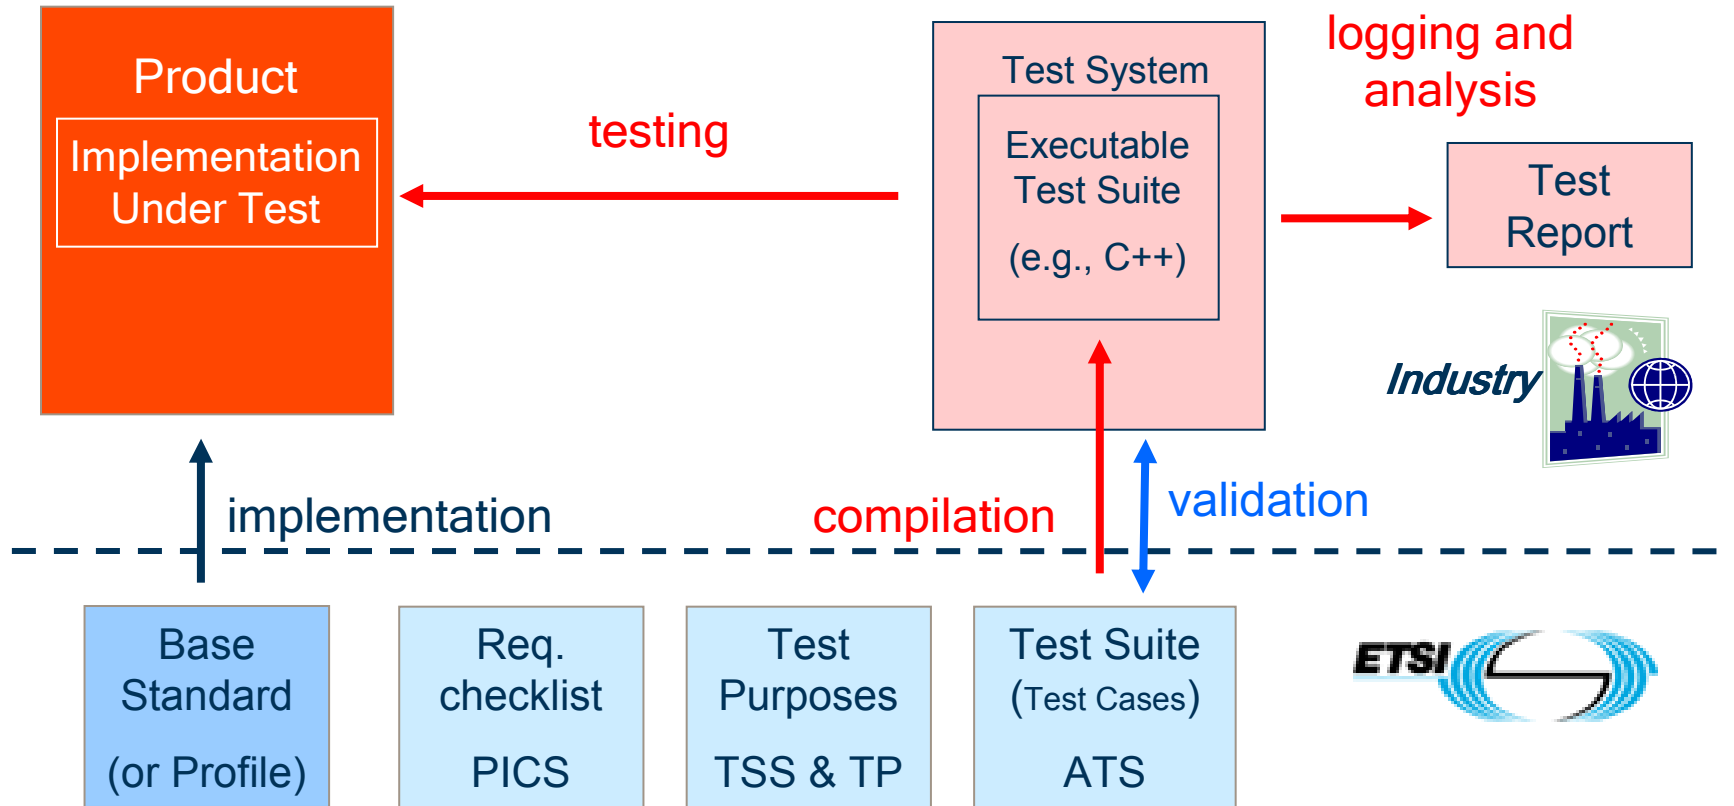 Product
Implementation
Under Test
testing
Test System
Executable
Test Suite
(e.g., C++)
logging and
analysis
Test
Report
Industry
implementation
compilation
validation
Base
Standard
(or Profile)
Req.
checklist
PICS
Test
Purposes
TSS & TP
Test Suite
(Test Cases)
ATS
ETSI